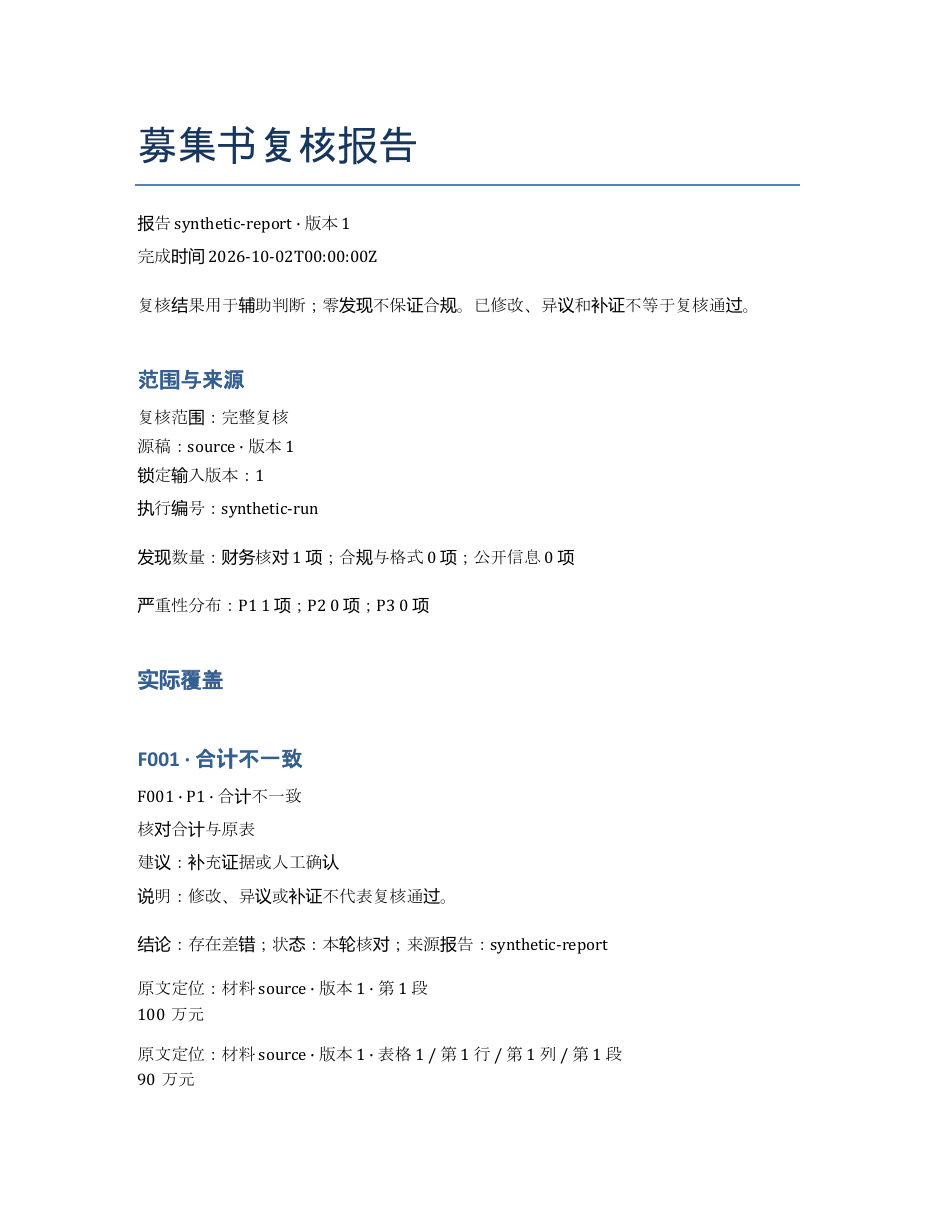 募集书复核报告
报告 synthetic-report · 版本 1
完成时间 2026-10-02T00:00:00Z
复核结果用于辅助判断；零发现不保证合规。已修改、异议和补证不等于复核通过。
范围与来源
复核范围：完整复核
源稿：source · 版本 1
锁定输入版本：1
执行编号：synthetic-run
发现数量：财务核对 1 项；合规与格式 0 项；公开信息 0 项
严重性分布：P1 1 项；P2 0 项；P3 0 项
实际覆盖
F001 · 合计不一致
F001 · P1 · 合计不一致
核对合计与原表
建议：补充证据或人工确认
说明：修改、异议或补证不代表复核通过。
结论：存在差错；状态：本轮核对；来源报告：synthetic-report
原文定位：材料 source · 版本 1 · 第 1 段
100 万元
原文定位：材料 source · 版本 1 · 表格 1 / 第 1 行 / 第 1 列 / 第 1 段
90 万元